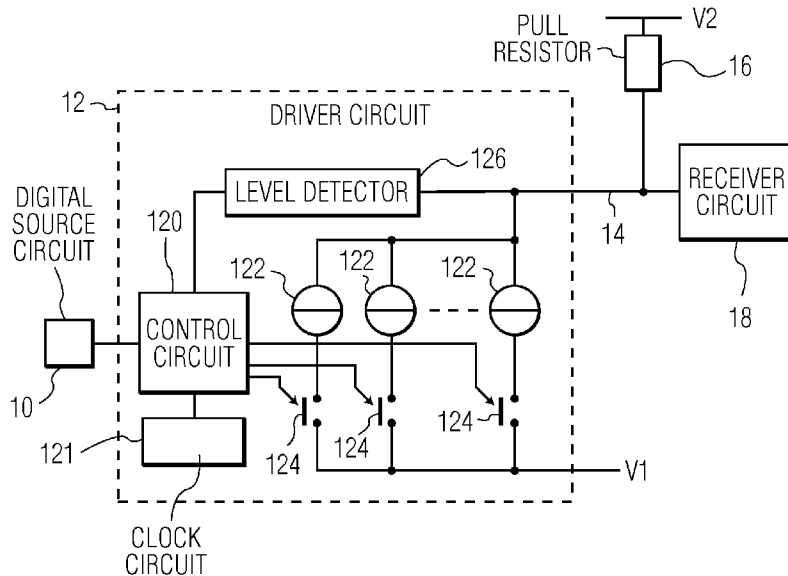 V2
PULL
RESISTOR
16
12
DRIVER CIRCUIT
126
LEVEL DETECTOR
DIGITAL
SOURCE
CIRCUIT
120
14
RECEIVER
CIRCUIT
18
122
122
122
CONTROL
CIRCUIT
10
121
124
124
124
V1
CLOCK
CIRCUIT